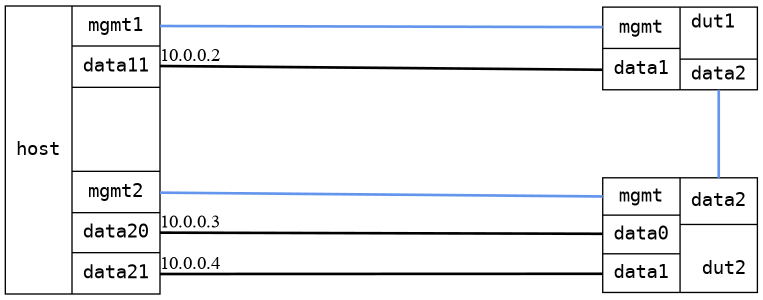 mgmt1
mgmt
dut1
data11
10.0.0.2
data1
data2
host
mgmt2
mgmt
data2
data20
10.0.0.3
data0
data21
10.0.0.4
data1
dut2